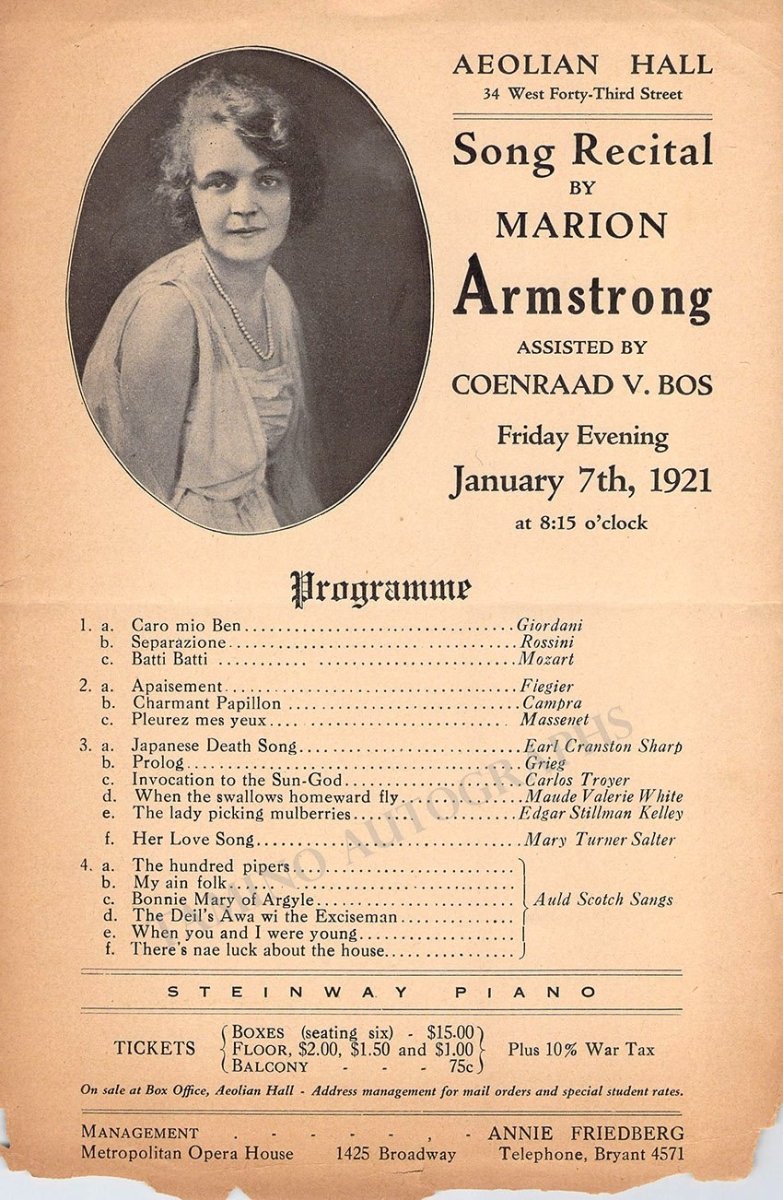 AEOLIAN HALL
34 West Forty-Third Street
Song Recital
BY
MARION
Armstrong
ASSISTED BY
COENRAAD V. BOS
Friday Evening
January 7th, 1921
at 8:15 o'clock
Programme
1. a. Caro mio Ben........................Giordani
b. Separazione........................Rossini
c. Batti Batti ........................Mozart
2. a. Apaisement........................Fiegier
b. Charmant Papillon ........................Campra
c. Pleurez mes yeux........................Massenet
3. a. Japanese Death Song........................Earl Cranston Sharp
b. Prolog........................Grieg
c. Invocation to the Sun-God........................Carlos Troyer
d. When the swallows homeward fly........................Maude Valerie White
e. The lady picking mulberries........................Edgar Stillman Kelley
f. Her Love Song........................Mary Turner Salter
4. a. The hundred pipers........................
b. My ain folk........................
c. Bonnie Mary of Argyle........................ Auld Scotch Sangs
d. The Deil's Awa wi the Exciseman........................
e. When you and I were young........................
f. There's nae luck about the house........................
STEINWAY PIANO
BOXES (seating six) - $15.00
TICKETS FLOOR, $2.00, $1.50 and $1.00 Plus 10% War Tax
BALCONY - - - 75c
On sale at Box Office, Aeolian Hall - Address management for mail orders and special student rates.
MANAGEMENT - - - - - , - ANNIE FRIEDBERG
Metropolitan Opera House 1425 Broadway Telephone, Bryant 4571
AUTOGRAPHS